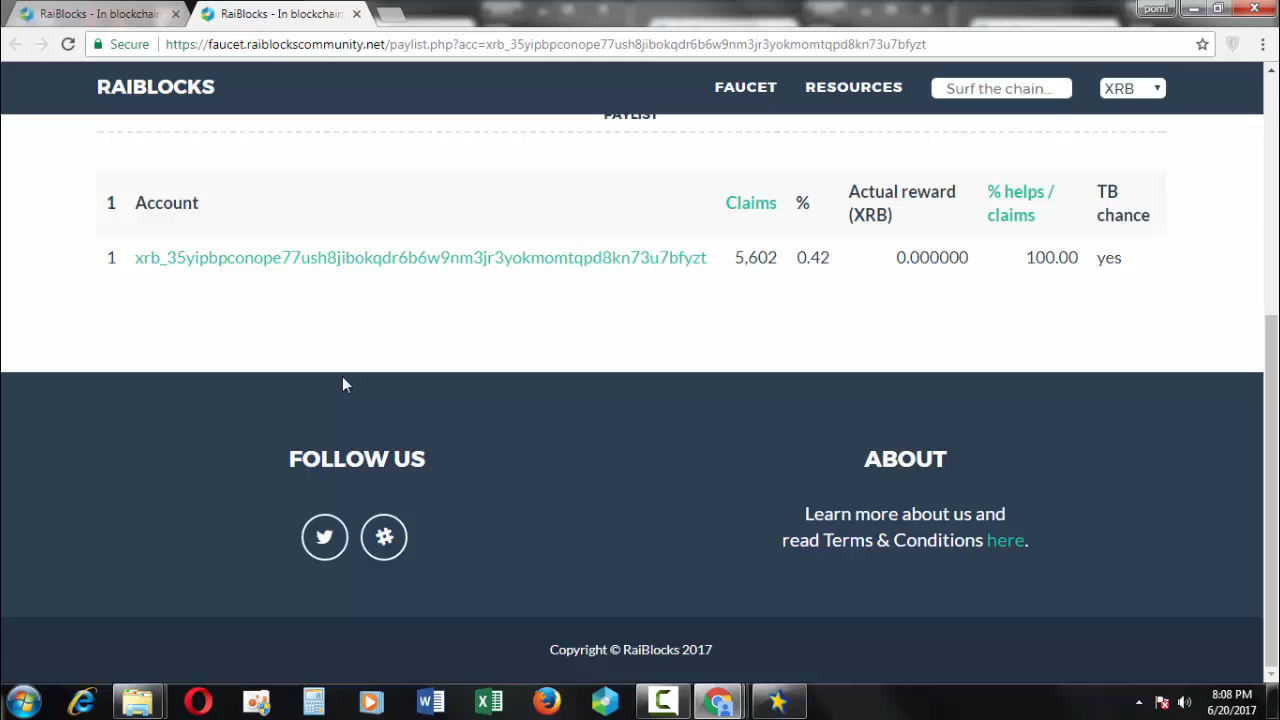 RaiBlocks - In blockchain
RaiBlocks - In blockchain
pomi
Secure
https://faucet.raiblockscommunity.net/paylist.php?acc=xrb_35yipbpconope77ush8jibokqdr6b6w9nm3jr3yokmomtqpd8kn73u7bfyzt
RAIBLOCKS
FAUCET
RESOURCES
Surf the chain...
XRB
PAYLIST
1 Account Claims % Actual reward (XRB) % helps / claims TB chance
1 xrb_35yipbpconope77ush8jibokqdr6b6w9nm3jr3yokmomtqpd8kn73u7bfyzt 5,602 0.42 0.000000 100.00 yes
FOLLOW US
ABOUT
Learn more about us and
read Terms & Conditions here.
Copyright © RaiBlocks 2017
8:08 PM
6/20/2017